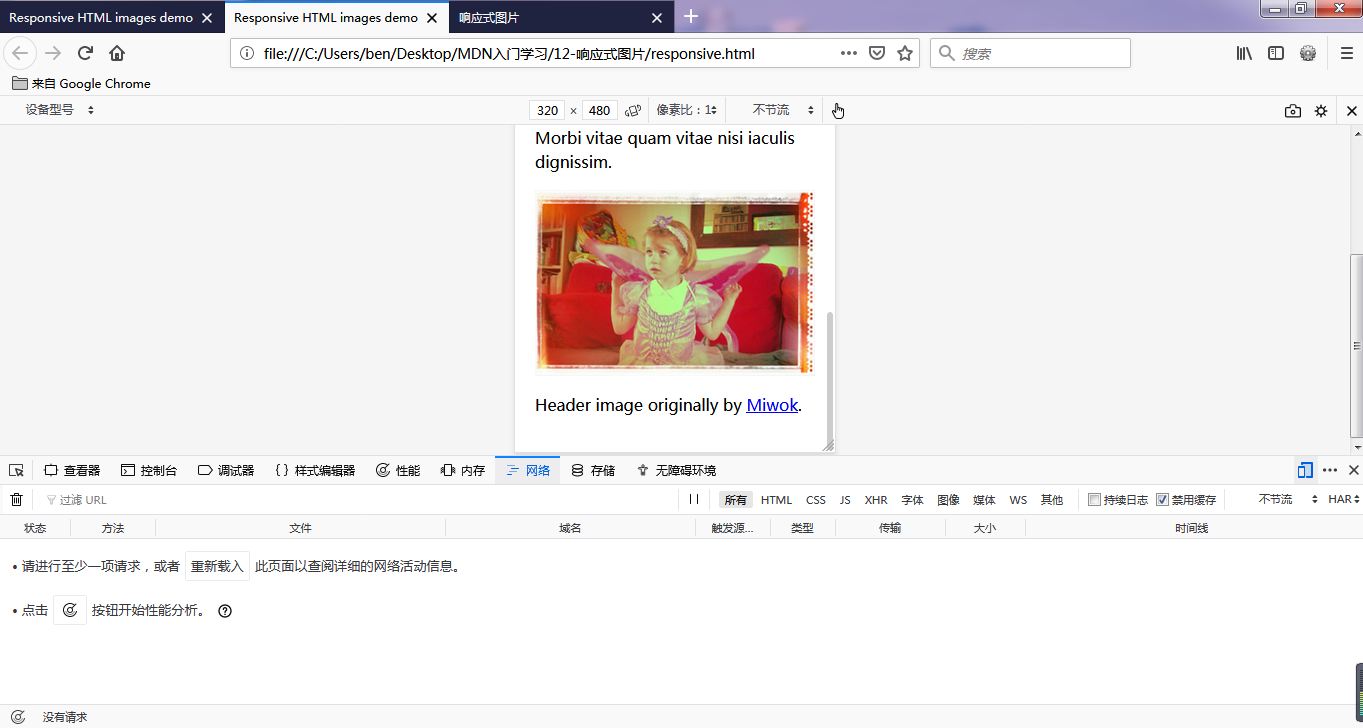 Responsive HTML images demo Responsive HTML images demo 响应式图片
file:///C:/Users/ben/Desktop/MDN入门学习/12-响应式图片/responsive.html 搜索
来自 Google Chrome
设备型号 320 × 480 像素比：1 不节流
Morbi vitae quam vitae nisi iaculis
dignissim.
Header image originally by Miwok.
查看器 控制台 调试器 {} 样式编辑器 性能 内存 网络 存储 无障碍环境
过滤 URL 所有 HTML CSS JS XHR 字体 图像 媒体 WS 其他 持续日志 禁用缓存 不节流 HAR
状态 方法 文件 域名 触发源... 类型 传输 大小 时间线
• 请进行至少一项请求，或者 重新载入 此页面以查阅详细的网络活动信息。
• 点击 按钮开始性能分析。
没有请求